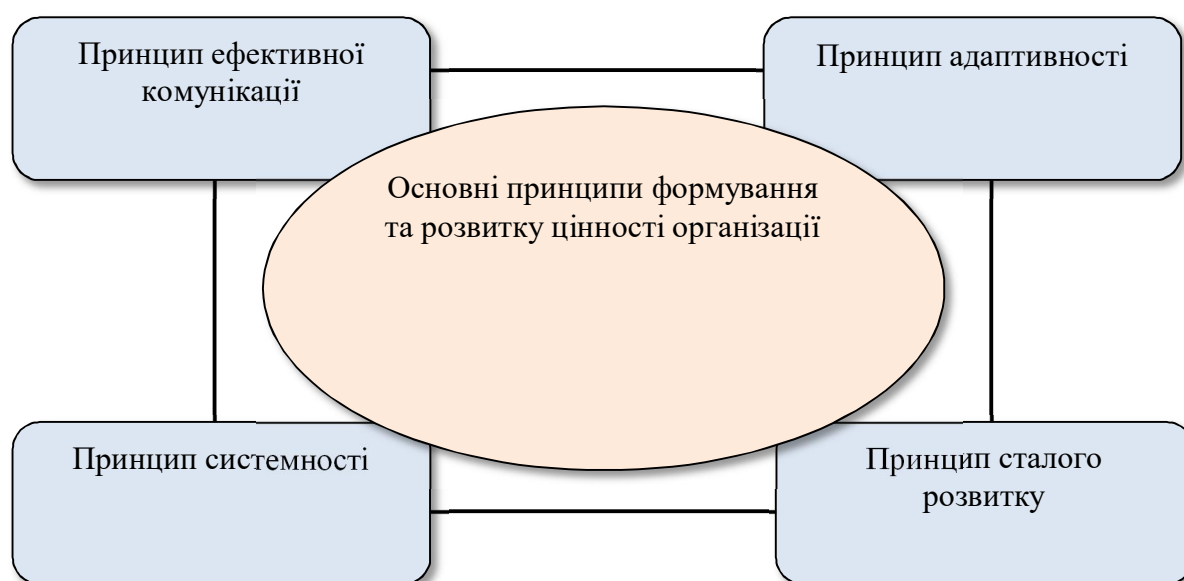 Принцип ефективної
комунікації
Принцип адаптивності
Основні принципи формування
та розвитку цінності організації
Принцип системності
Принцип сталого
розвитку